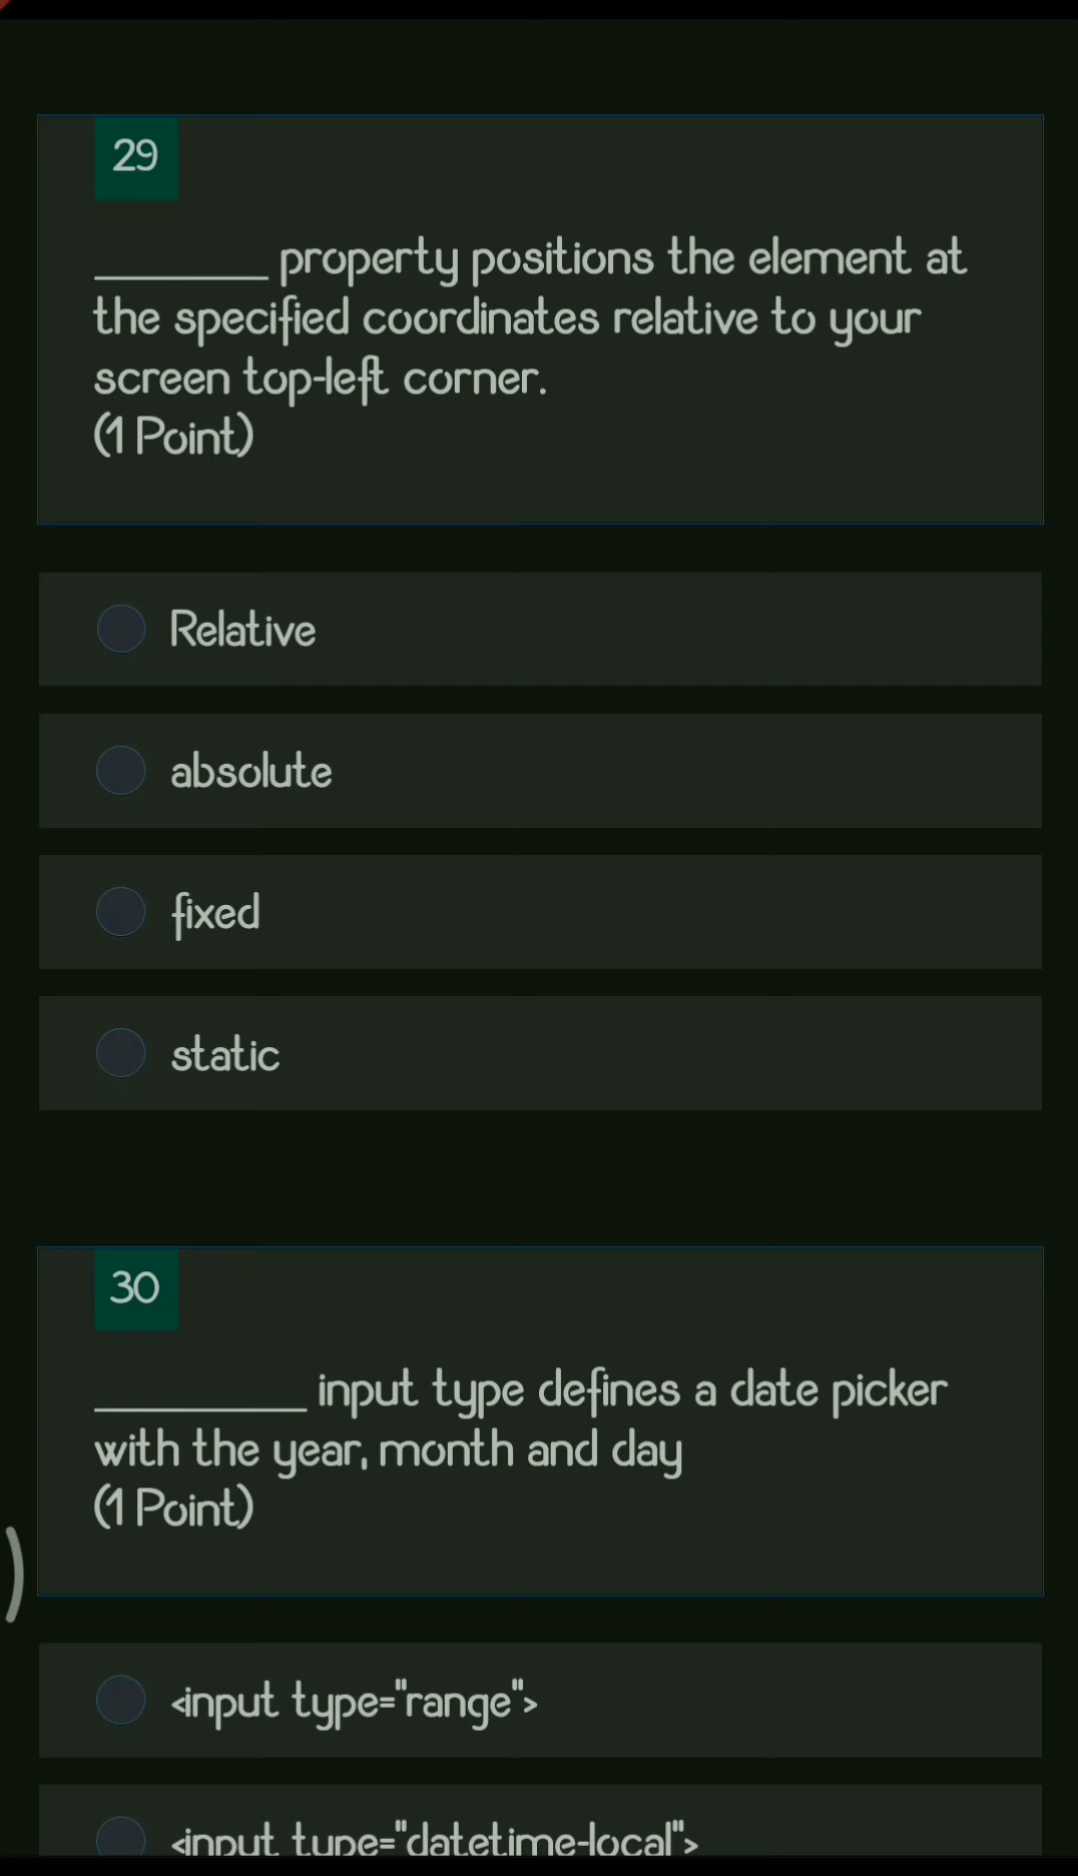 29
________ property positions the element at
the specified coordinates relative to your
screen top-left corner.
(1 Point)
Relative
absolute
fixed
static
30
__________ input type defines a date picker
with the year, month and day
(1 Point)
<input type="range">
<input type="datetime-local">